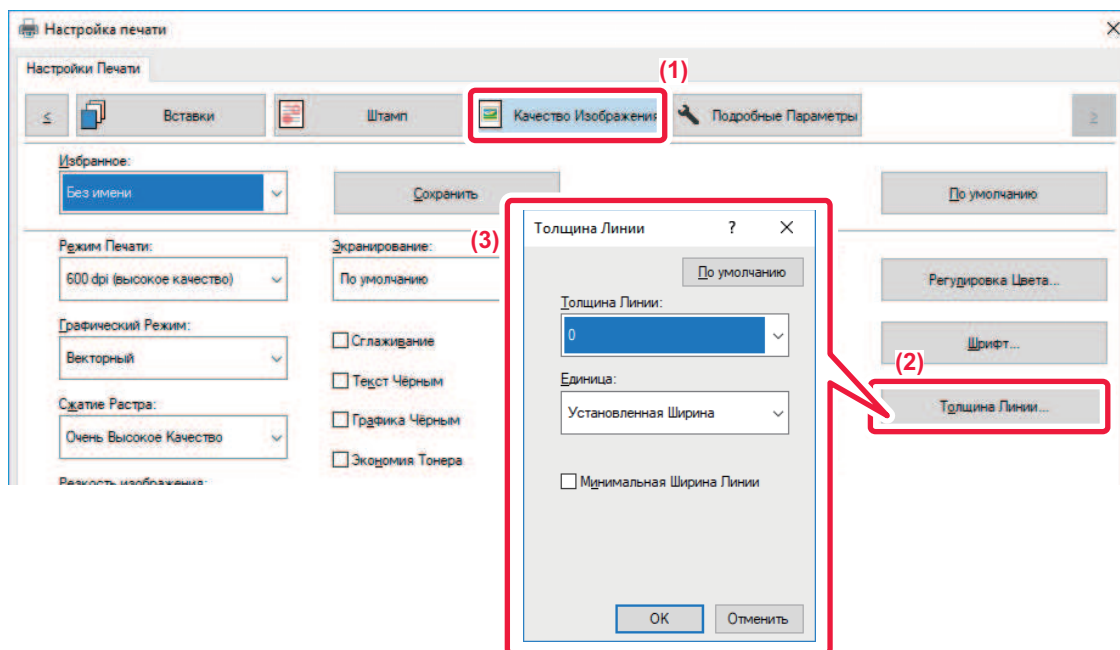 Настройка печати
Настройки Печати
(1)
≤ Вставки Штамп Качество Изображения Подробные Параметры ≥
Избранное:
Без имени Сохранить По умолчанию
Режим Печати: Экранирование:
600 dpi (высокое качество) По умолчанию Регулировка Цвета...
Графический Режим:
Векторный Сглаживание Шрифт...
Текст Чёрным
Сжатие Растра: Графика Чёрным
Очень Высокое Качество Экономия Тонера
Резкость изображения:
(2)
Толщина Линии...
(3)
Толщина Линии ?
По умолчанию
Толщина Линии:
0
Единица:
Установленная Ширина
Минимальная Ширина Линии
OK Отменить